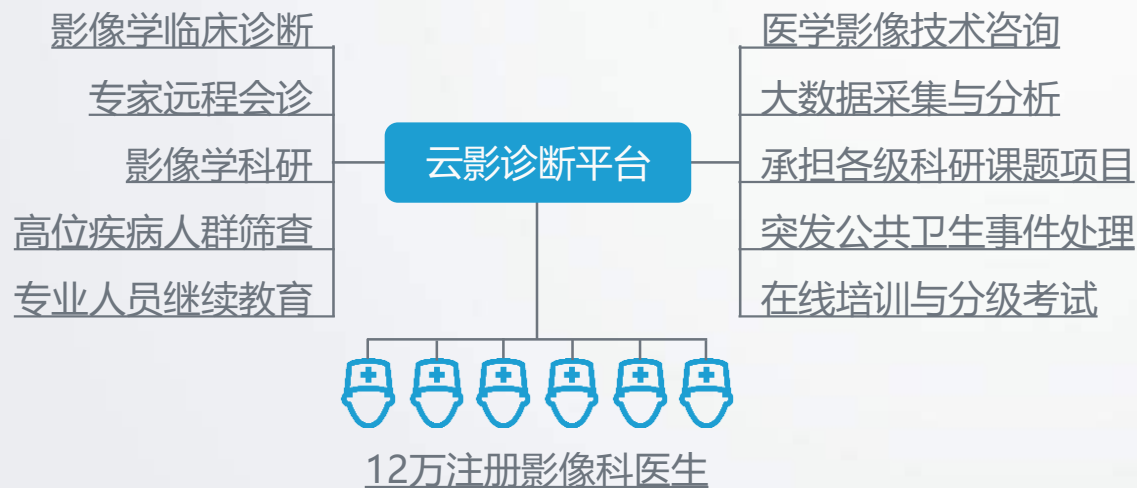 影像学临床诊断
专家远程会诊
影像学科研
高位疾病人群筛查
专业人员继续教育
云影诊断平台
医学影像技术咨询
大数据采集与分析
承担各级科研课题项目
突发公共卫生事件处理
在线培训与分级考试
12万注册影像科医生